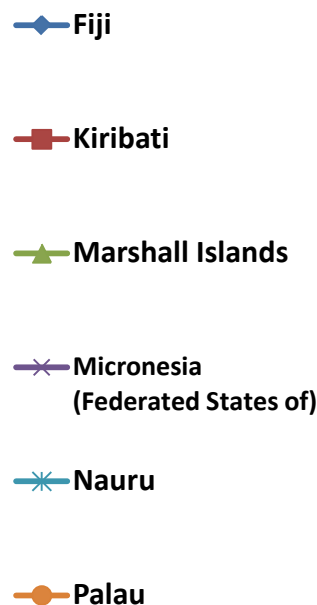 Fiji
Kiribati
Marshall Islands
Micronesia
(Federated States of)
Nauru
Palau